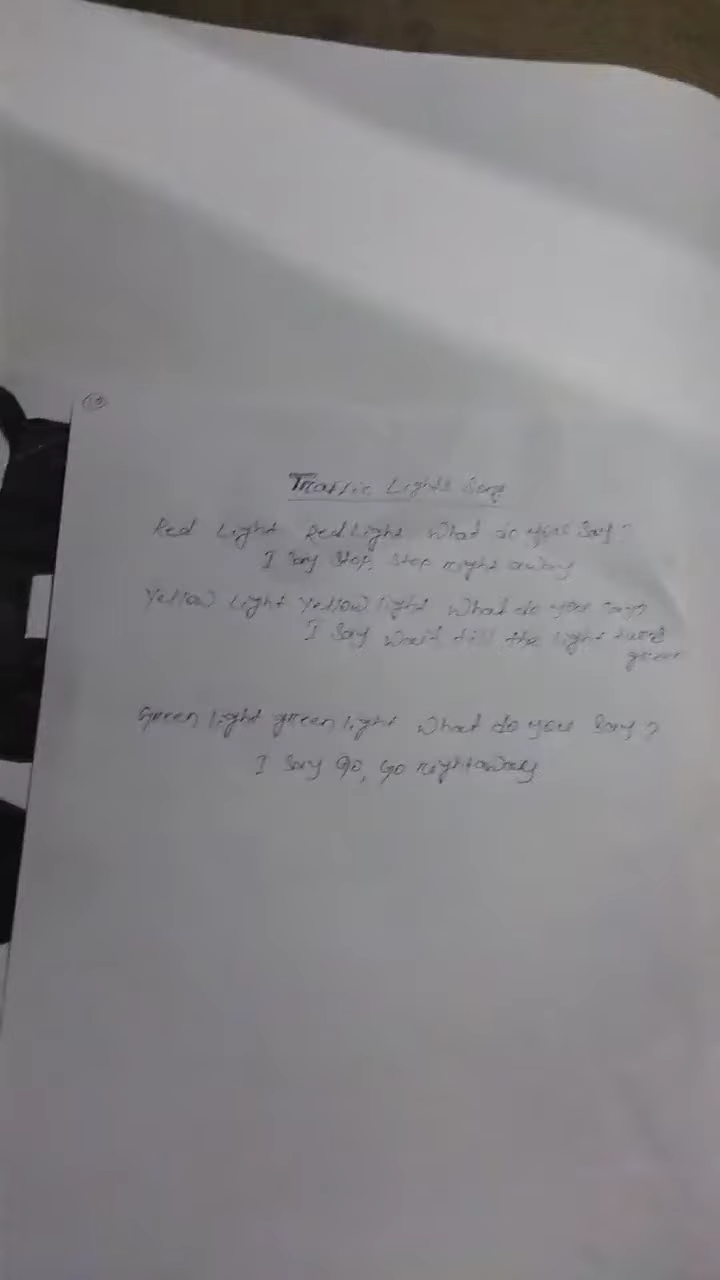 Traffic Lights Song
Red Light Red Light What do you Say?
I Say Stop, Stop right away
Yellow Light Yellow light What do you say?
I Say Wait till the light turns
green
Green light green light What do you Say?
I Say Go, Go right away